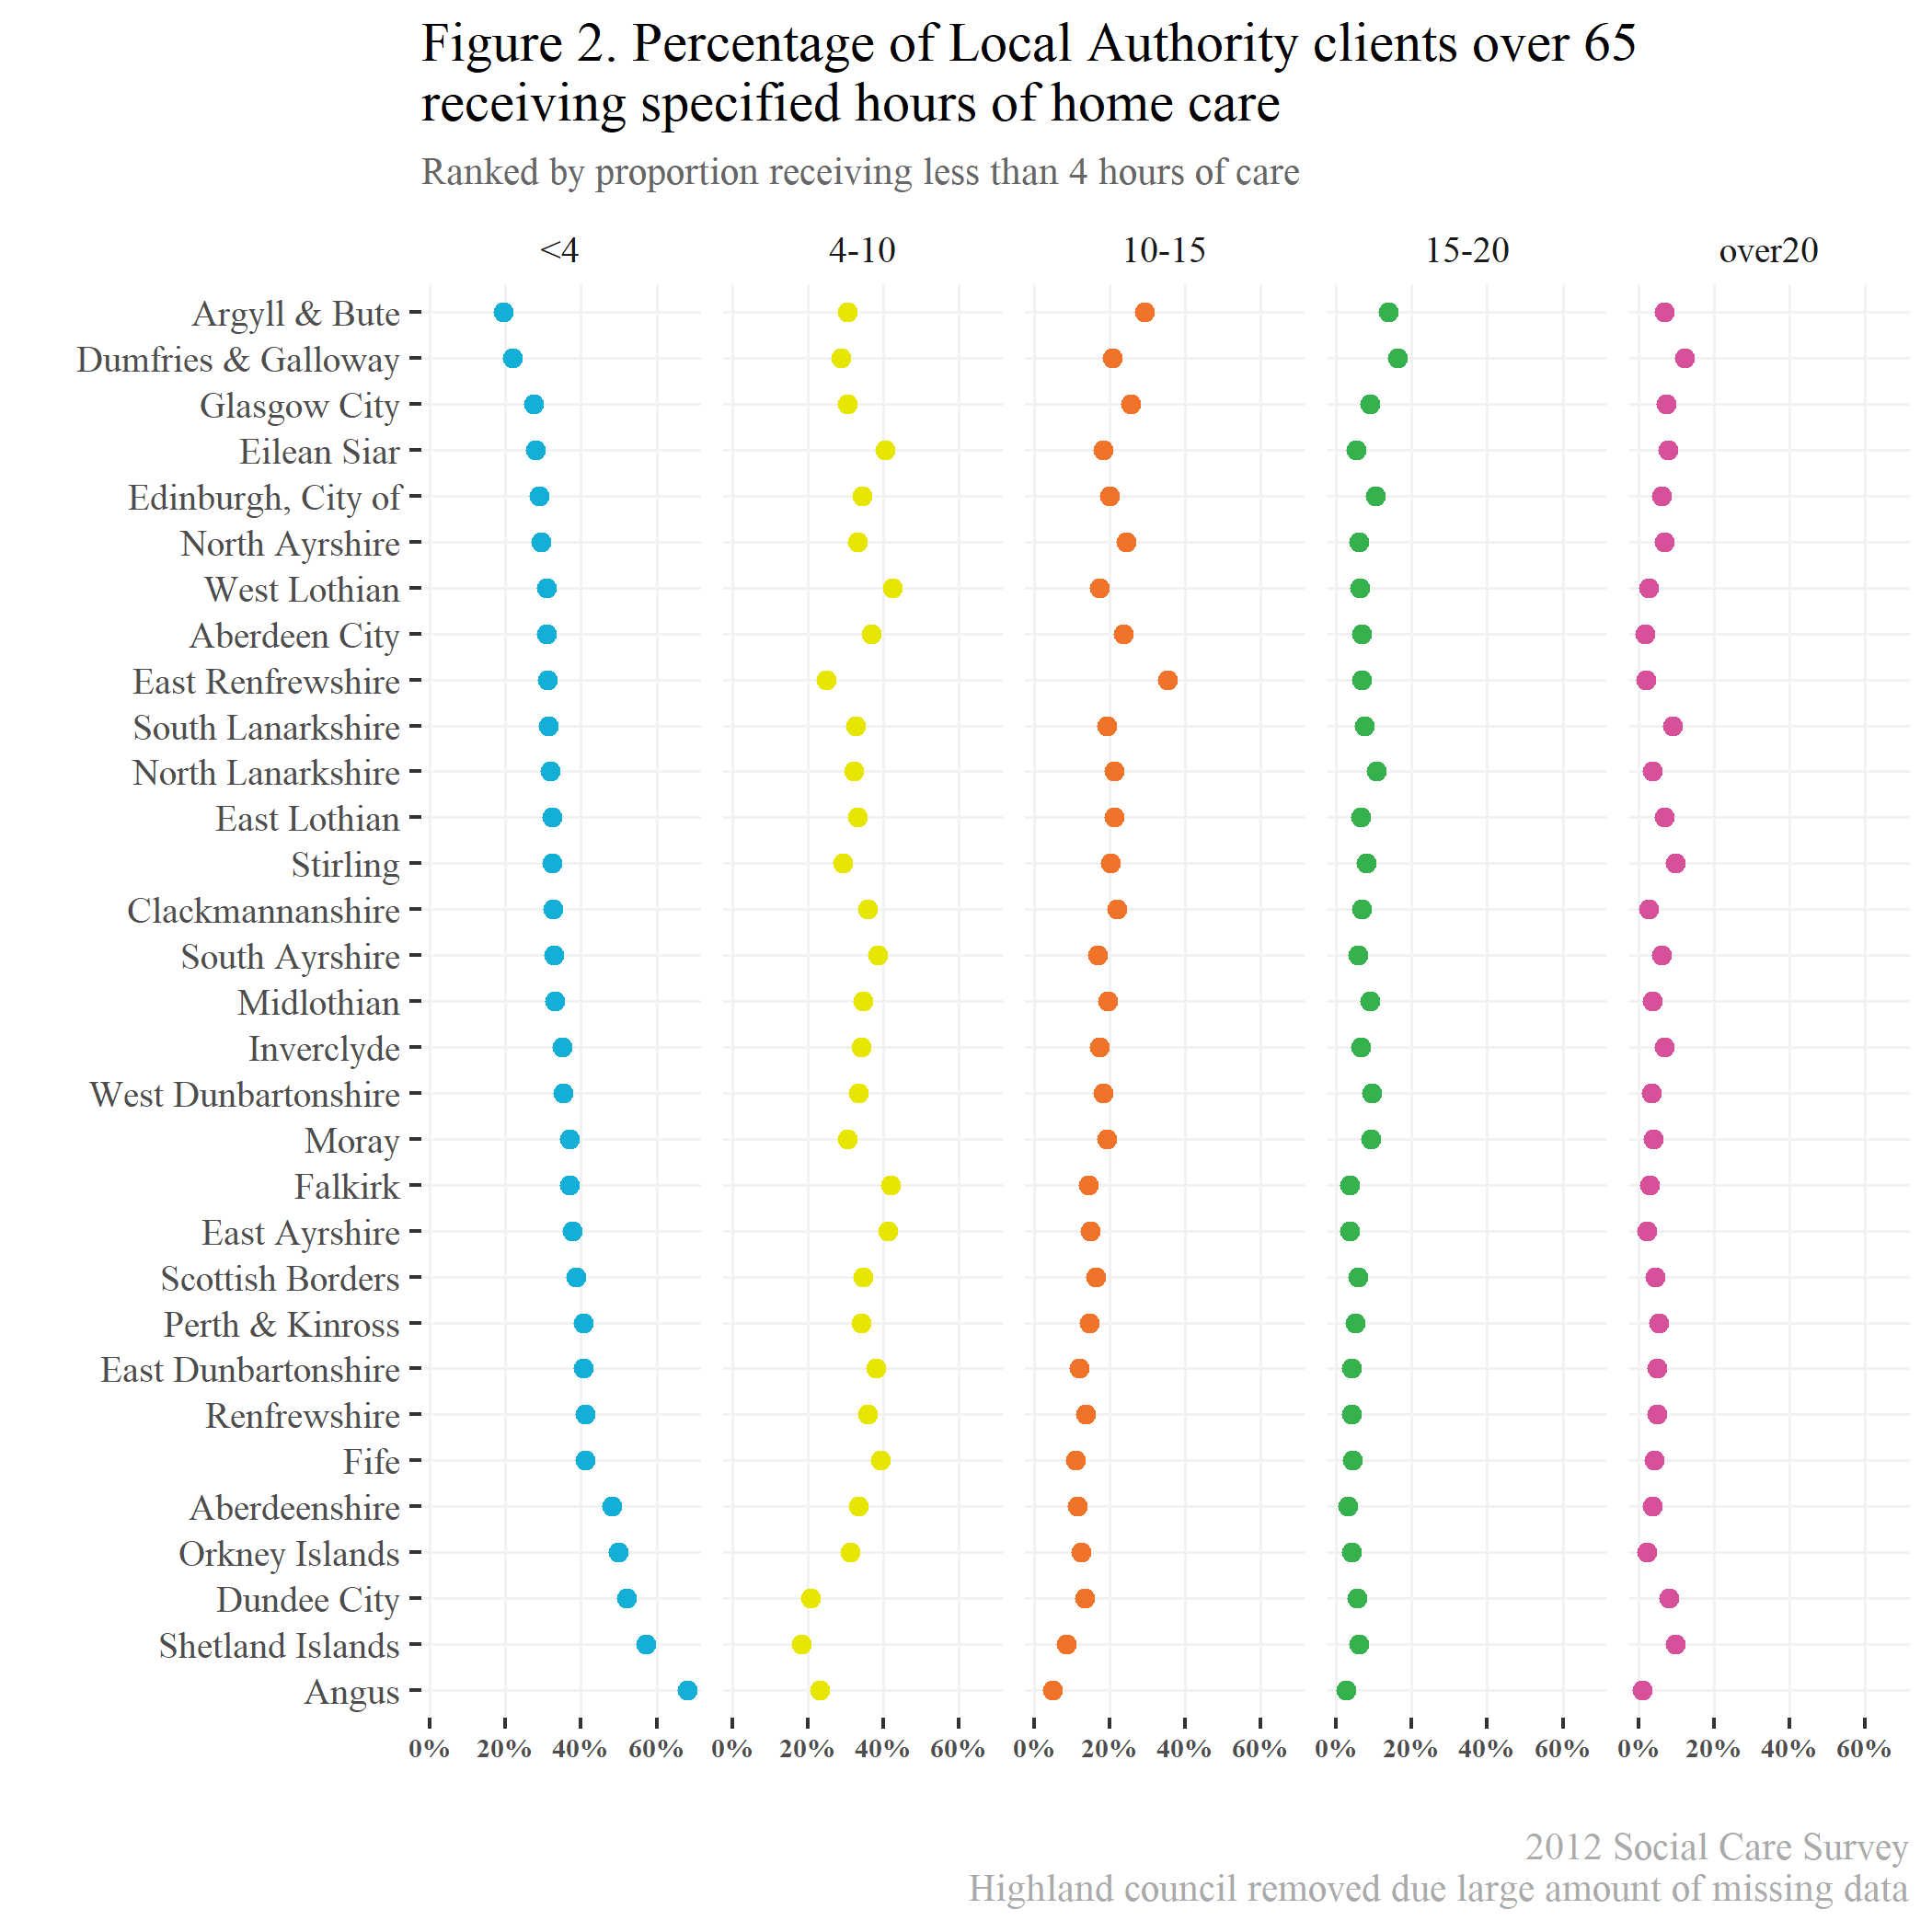 Figure 2. Percentage of Local Authority clients over 65
receiving specified hours of home care
Ranked by proportion receiving less than 4 hours of care
<4 4-10 10-15 15-20 over20
Argyll & Bute
Dumfries & Galloway
Glasgow City
Eilean Siar
Edinburgh, City of
North Ayrshire
West Lothian
Aberdeen City
East Renfrewshire
South Lanarkshire
North Lanarkshire
East Lothian
Stirling
Clackmannanshire
South Ayrshire
Midlothian
Inverclyde
West Dunbartonshire
Moray
Falkirk
East Ayrshire
Scottish Borders
Perth & Kinross
East Dunbartonshire
Renfrewshire
Fife
Aberdeenshire
Orkney Islands
Dundee City
Shetland Islands
Angus
0% 20% 40% 60% 0% 20% 40% 60% 0% 20% 40% 60% 0% 20% 40% 60% 0% 20% 40% 60%
2012 Social Care Survey
Highland council removed due large amount of missing data